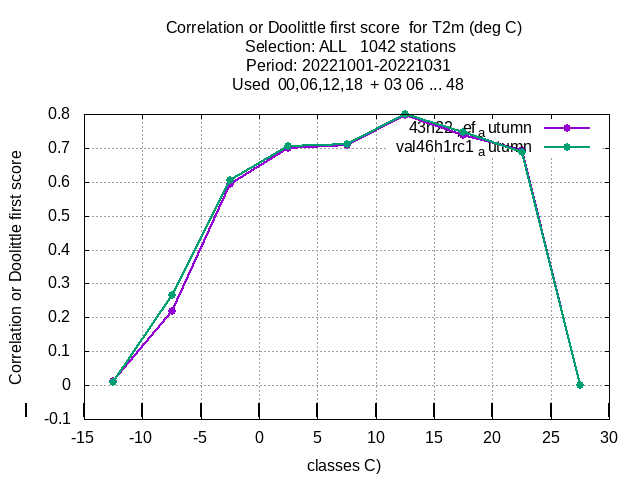 Correlation or Doolittle first score for T2m (deg C)
Selection: ALL 1042 stations
Period: 20221001-20221031
Used 00,06,12,18 + 03 06 ... 48
Correlation or Doolittle first score
0.8
0.7
0.6
0.5
0.4
0.3
0.2
0.1
0
-0.1
val46h1rc1 a utumn
-15 -10 -5 0 5 10 15 20 25 30
classes C)